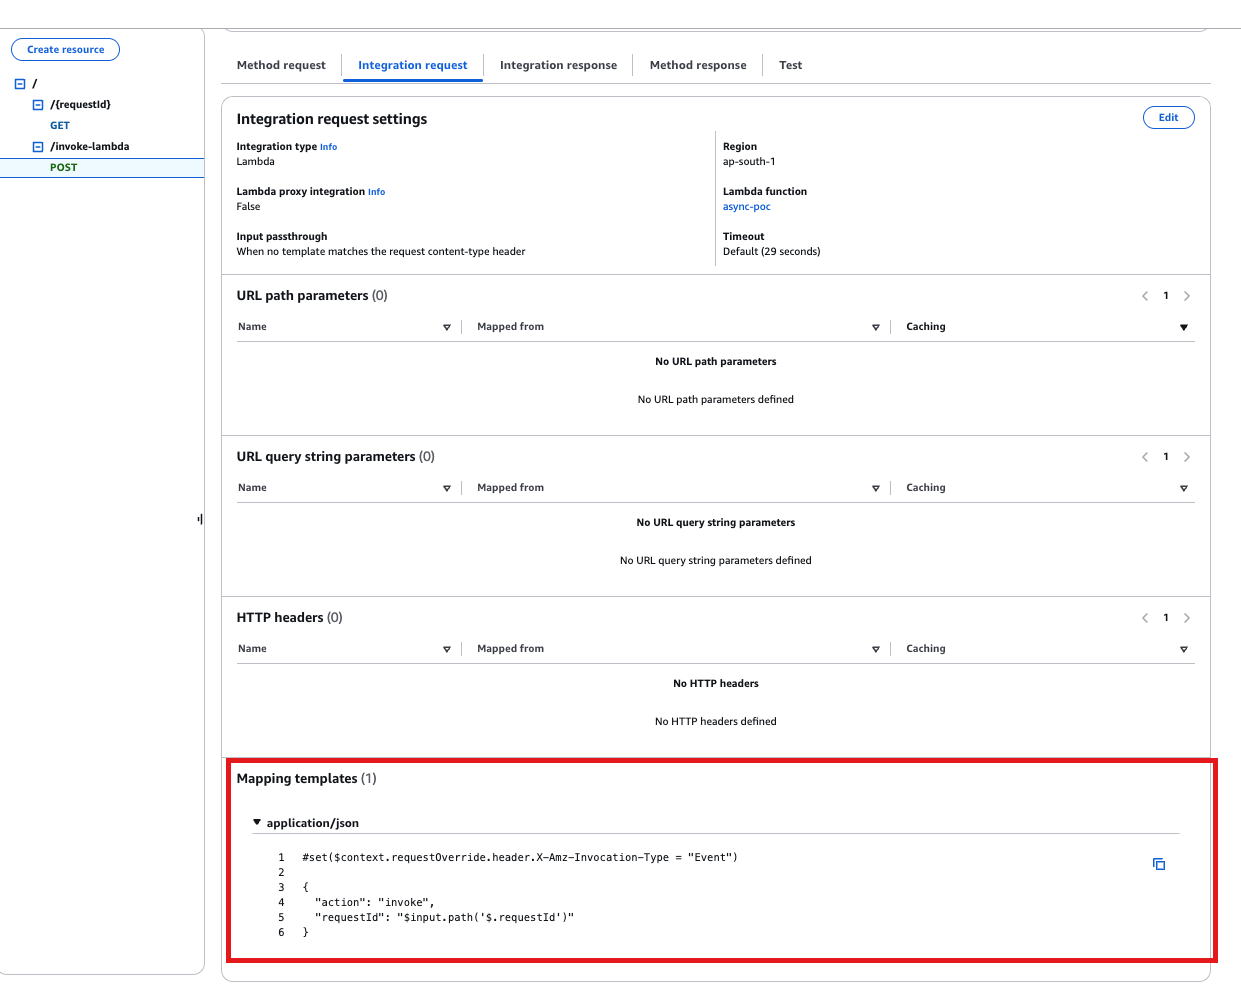 Create resource
/
/{requestId}
GET
/invoke-lambda
POST
Method request
Integration request
Integration response
Method response
Test
Integration request settings
Edit
Integration type Info
Lambda
Region
ap-south-1
Lambda proxy integration Info
False
Lambda function
async-poc
Input passthrough
When no template matches the request content-type header
Timeout
Default (29 seconds)
URL path parameters (0)
1
Name
Mapped from
Caching
No URL path parameters
No URL path parameters defined
URL query string parameters (0)
1
Name
Mapped from
Caching
No URL query string parameters
No URL query string parameters defined
HTTP headers (0)
1
Name
Mapped from
Caching
No HTTP headers
No HTTP headers defined
Mapping templates (1)
application/json
1 #set($context.requestOverride.header.X-Amz-Invocation-Type = "Event")
2
3 {
4 "action": "invoke",
5 "requestId": "$input.path('$.requestId')"
6 }